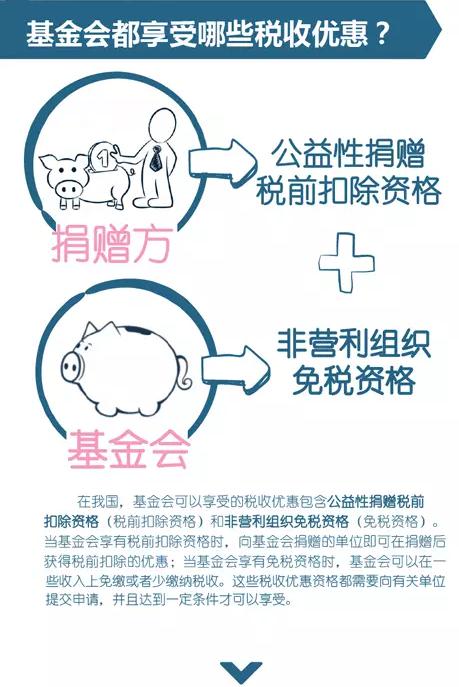 基金会都享受哪些税收优惠？
1
公益性捐赠
税前扣除资格
捐赠方
非营利组织
免税资格
基金会
在我国，基金会可以享受的税收优惠包含公益性捐赠税前
扣除资格（税前扣除资格）和非营利组织免税资格（免税资格）。
当基金会享有税前扣除资格时，向基金会捐赠的单位即可在捐赠后
获得税前扣除的优惠；当基金会享有免税资格时，基金会可以在一
些收入上免缴或者少缴纳税收。这些税收优惠资格都需要向有关单位
提交申请，并且达到一定条件才可以享受。